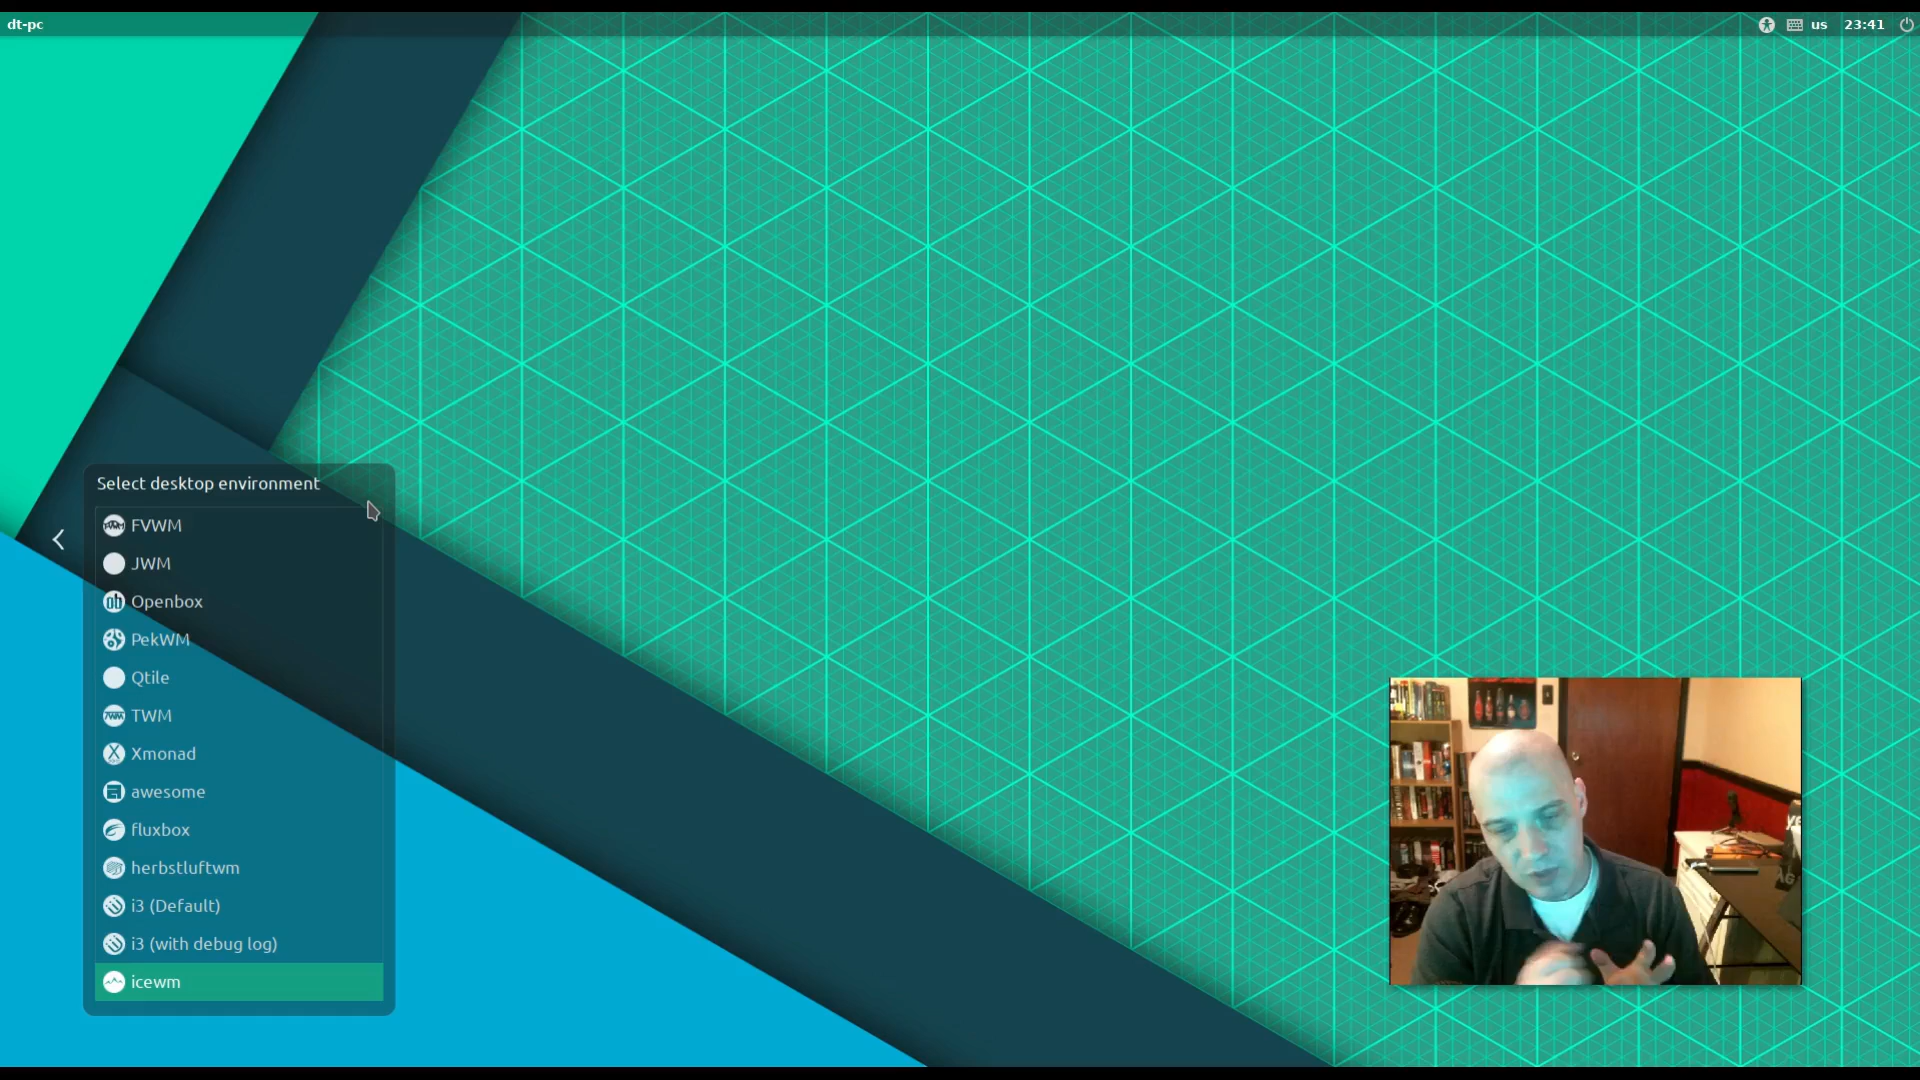 dt-pc
us 23:41
Select desktop environment
FVWM
JWM
Openbox
PekWM
Qtile
TWM
Xmonad
awesome
fluxbox
herbstluftwm
i3 (Default)
i3 (with debug log)
icewm